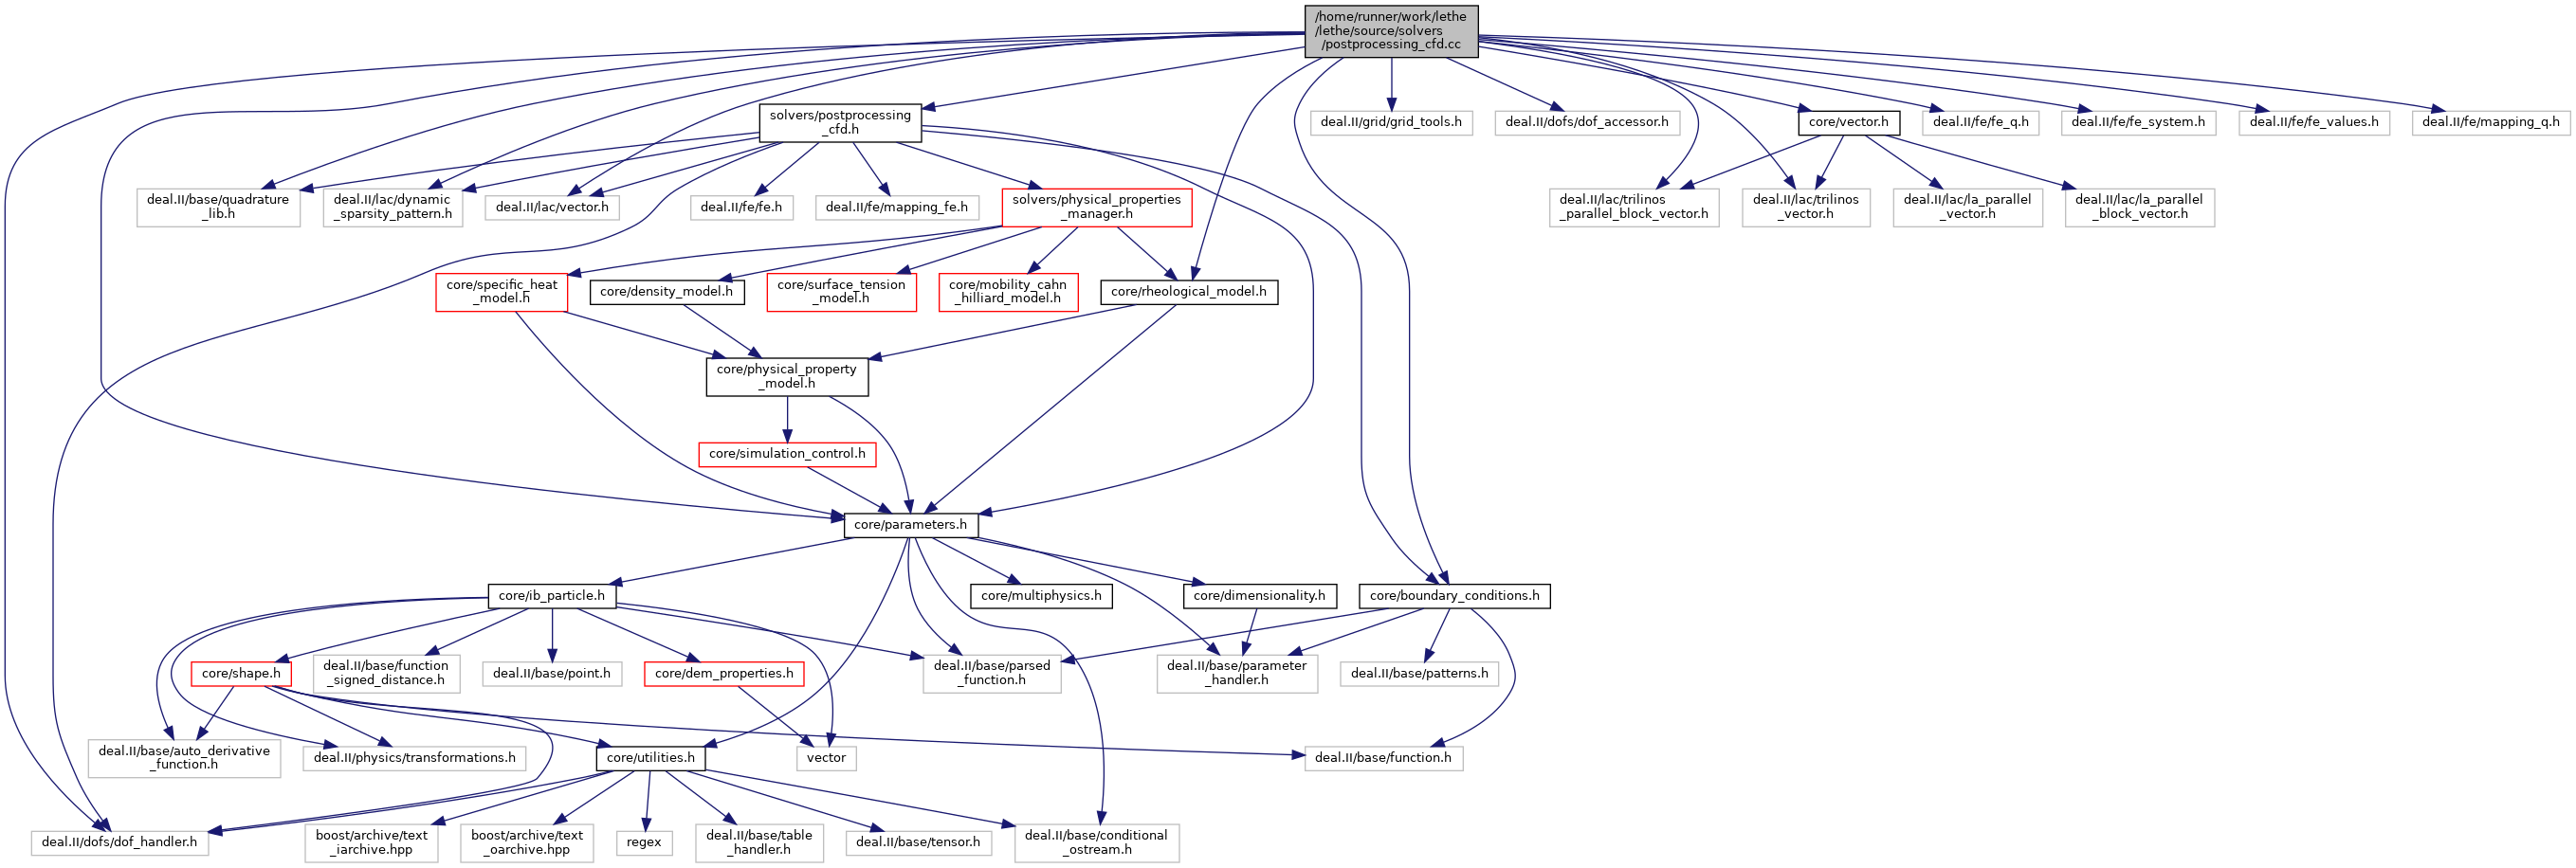 /home/runner/work/lethe
/lethe/source/solvers
/postprocessing_cfd.cc
solvers/postprocessing
_cfd.h
deal.II/grid/grid_tools.h
deal.II/dofs/dof_accessor.h
core/vector.h
deal.II/fe/fe_q.h
deal.II/fe/fe_system.h
deal.II/fe/fe_values.h
deal.II/fe/mapping_q.h
deal.II/base/quadrature
_lib.h
deal.II/lac/dynamic
_sparsity_pattern.h
deal.II/lac/vector.h
deal.II/fe/fe.h
deal.II/fe/mapping_fe.h
solvers/physical_properties
_manager.h
deal.II/lac/trilinos
_parallel_block_vector.h
deal.II/lac/trilinos
_vector.h
deal.II/lac/la_parallel
_vector.h
deal.II/lac/la_parallel
_block_vector.h
core/specific_heat
_model.h
core/density_model.h
core/surface_tension
_model.h
core/mobility_cahn
_hilliard_model.h
core/rheological_model.h
core/physical_property
_model.h
core/simulation_control.h
core/parameters.h
core/ib_particle.h
core/multiphysics.h
core/dimensionality.h
core/boundary_conditions.h
core/shape.h
deal.II/base/function
_signed_distance.h
deal.II/base/point.h
core/dem_properties.h
deal.II/base/parsed
_function.h
deal.II/base/parameter
_handler.h
deal.II/base/patterns.h
deal.II/base/auto_derivative
_function.h
deal.II/physics/transformations.h
core/utilities.h
vector
deal.II/base/function.h
deal.II/dofs/dof_handler.h
boost/archive/text
_iarchive.hpp
boost/archive/text
_oarchive.hpp
regex
deal.II/base/table
_handler.h
deal.II/base/tensor.h
deal.II/base/conditional
_ostream.h